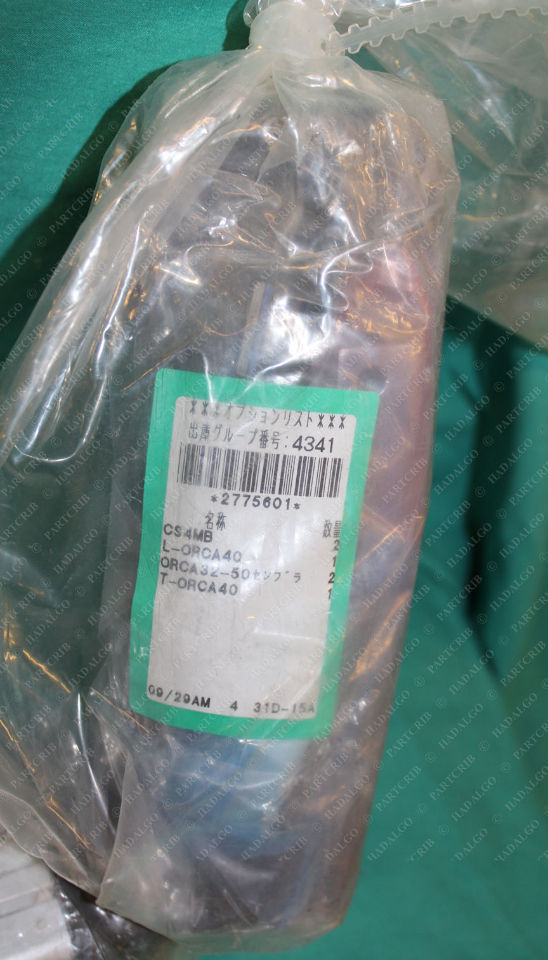 ***オプションリスト***
出庫グループ番号:4341
*2775601*
名称 数量
CS4MB 2
L-ORCA40 1
ORCA32-50センブラ 2
T-ORCA40 1
09/29AM 4 31D-15A
HADALGO © PARTCRIB